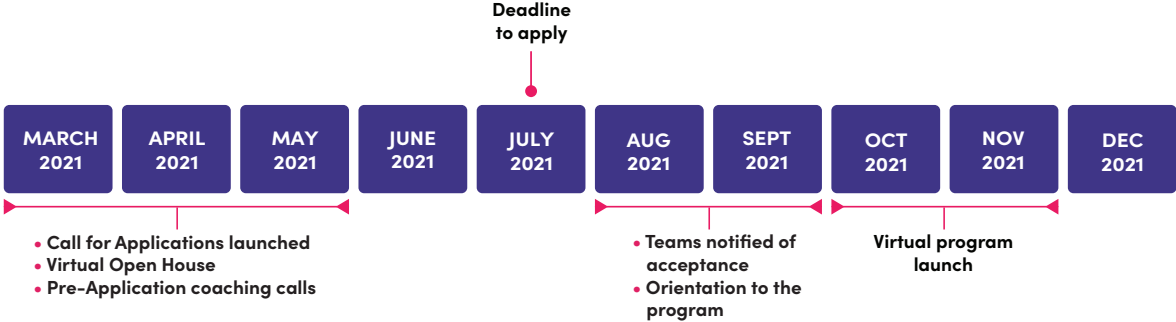 Deadline
to apply
MARCH
2021
APRIL
2021
MAY
2021
JUNE
2021
JULY
2021
AUG
2021
SEPT
2021
OCT
2021
NOV
2021
DEC
2021
• Call for Applications launched
• Virtual Open House
• Pre-Application coaching calls
• Teams notified of
acceptance
• Orientation to the
program
Virtual program
launch